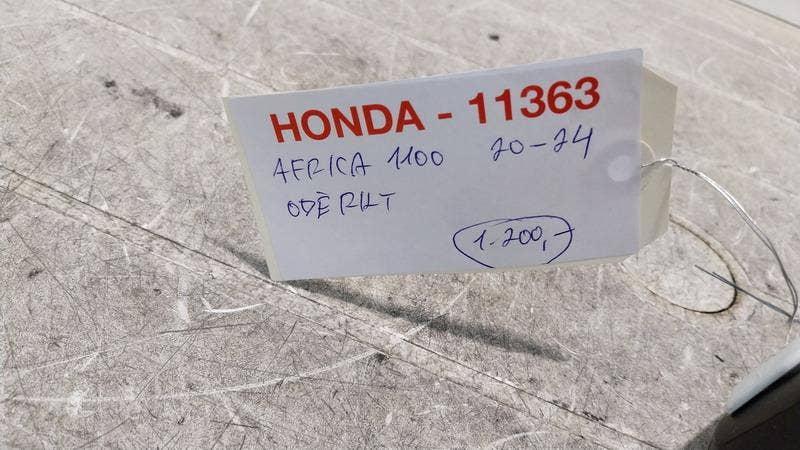 HONDA - 11363
AFRICA 1100 20-24
ODĚRKY
1.200,-